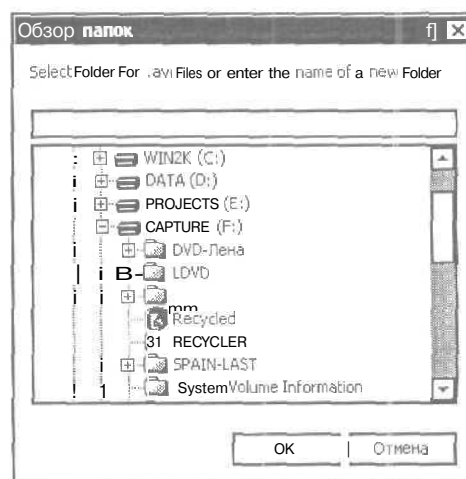 Обзор папок
Select Folder For .avi Files or enter the name of a new Folder
WIN2K (C:)
DATA (D:)
PROJECTS (E:)
CAPTURE (F:)
DVD-Лена
LDVD
mm
Recycled
RECYCLER
SPAIN-LAST
System Volume Information
OK | Отмена